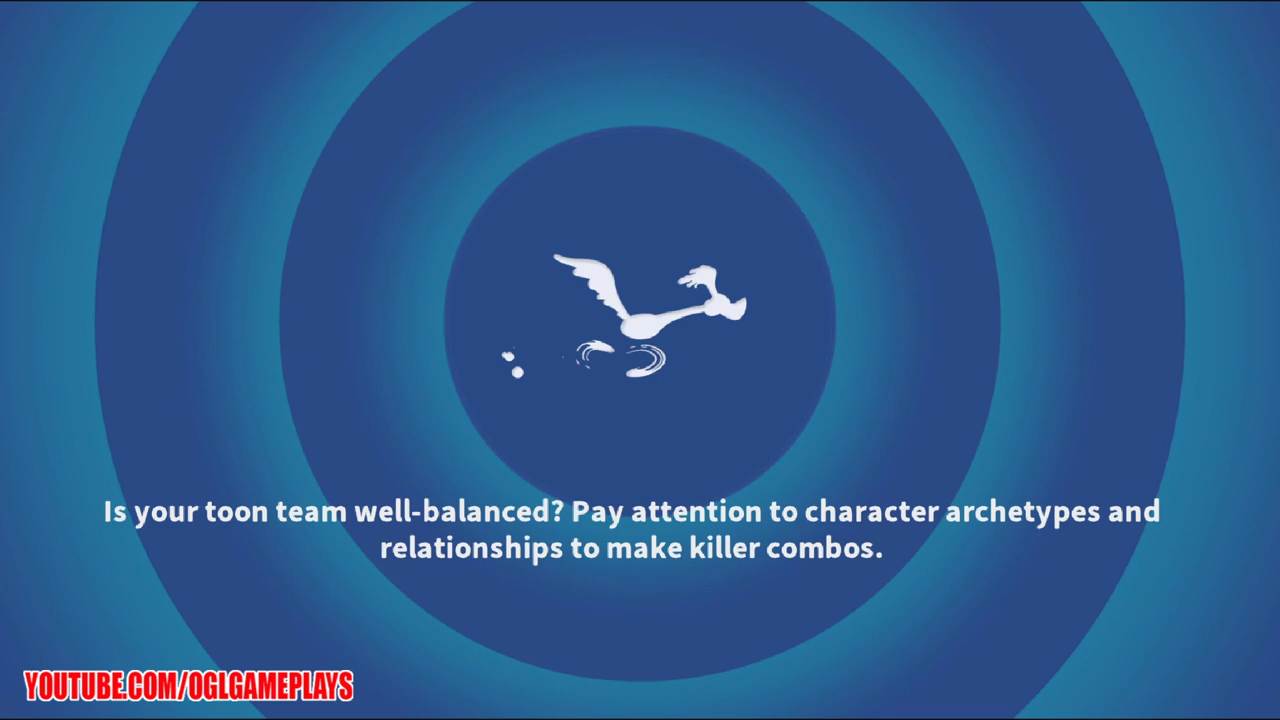 Is your toon team well-balanced? Pay attention to character archetypes and
relationships to make killer combos.
YOUTUBE.COM/OGLGAMEPLAYS